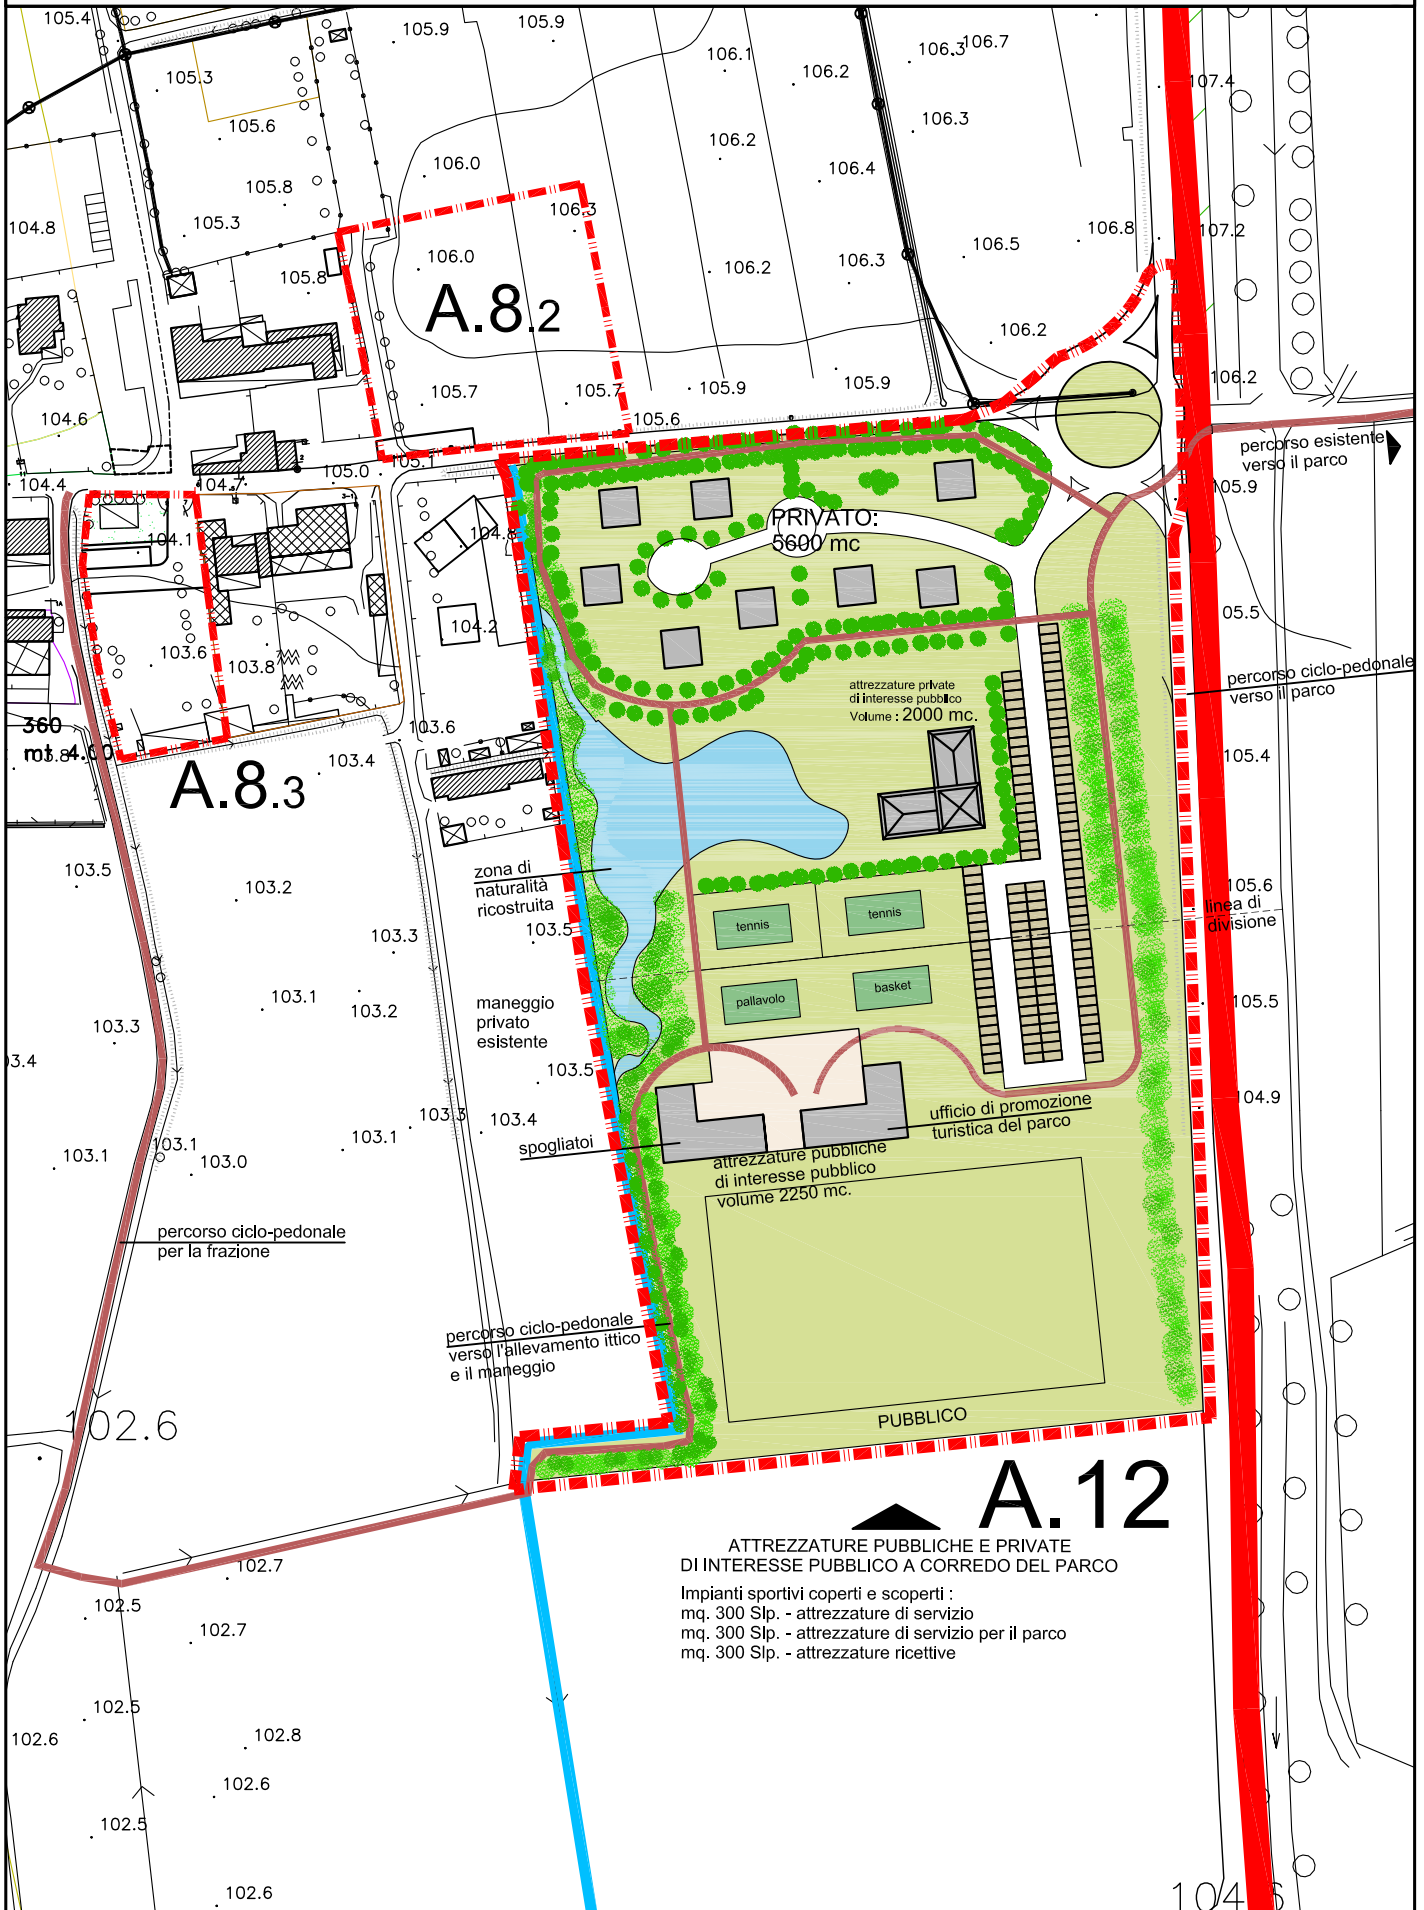 105.4
105.9
105.9
106.1
106.2
106.3
106.7
107.4
105.3
105.6
106.3
106.2
106.0
106.4
105.8
104.8
105.3
106.3
106.8
107.2
106.5
106.0
106.2
106.3
105.8
A.8.2
106.2
105.7
105.7
105.9
105.9
106.2
104.6
105.6
percorso esistente
verso il parco
105.0
105.1
104.4
104.7
105.9
PRIVATO:
5600 mc
104.1
104.8
104.2
105.5
103.6
103.8
percorso ciclo-pedonale
verso il parco
attrezzature private
di interesse pubblico
Volume : 2000 mc.
360
mt. 4.00
103.8
103.6
103.4
105.4
A.8.3
103.5
103.2
zona di
naturalità
ricostruita
105.6
linea di
divisione
tennis
tennis
103.5
103.3
103.1
103.2
pallavolo
basket
maneggio
privato
esistente
105.5
103.3
03.4
103.5
104.9
103.3
103.4
103.1
ufficio di promozione
turistica del parco
spogliatoi
103.1
103.1
103.0
attrezzature pubbliche
di interesse pubblico
volume 2250 mc.
percorso ciclo-pedonale
per la frazione
percorso ciclo-pedonale
verso l'allevamento ittico
e il maneggio
102.6
PUBBLICO
A.12
ATTREZZATURE PUBBLICHE E PRIVATE
DI INTERESSE PUBBLICO A CORREDO DEL PARCO
Impianti sportivi coperti e scoperti :
mq. 300 Slp. - attrezzature di servizio
mq. 300 Slp. - attrezzature di servizio per il parco
mq. 300 Slp. - attrezzature ricettive
102.7
102.5
102.7
102.5
102.6
102.8
102.6
102.5
102.6
104.6